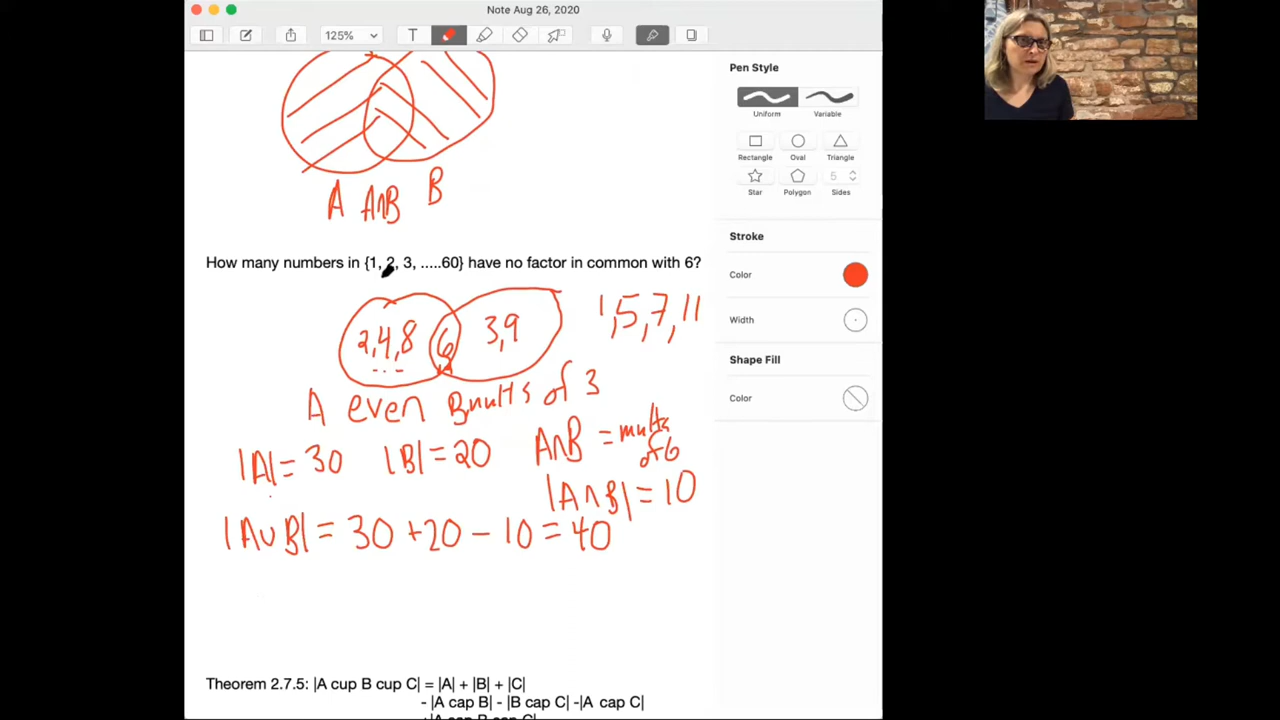 Note Aug 26, 2020
125%
T
Pen Style
Uniform Variable
Rectangle Oval Triangle
5
Star Polygon Sides
A A∩B B
How many numbers in {1, 2, 3, .....60} have no factor in common with 6?
Stroke
Color
2,4,8 6 3,9 1,5,7,11
Width
Shape Fill
A even B mults of 3
Color
|A|= 30 |B|=20 A∩B = mults of 6
|A∩B| = 10
|A∪B| = 30 +20 - 10 = 40
Theorem 2.7.5: |A cup B cup C| = |A| + |B| + |C|
- |A cap B| - |B cap C| -|A cap C|
+|A cap B cap C|